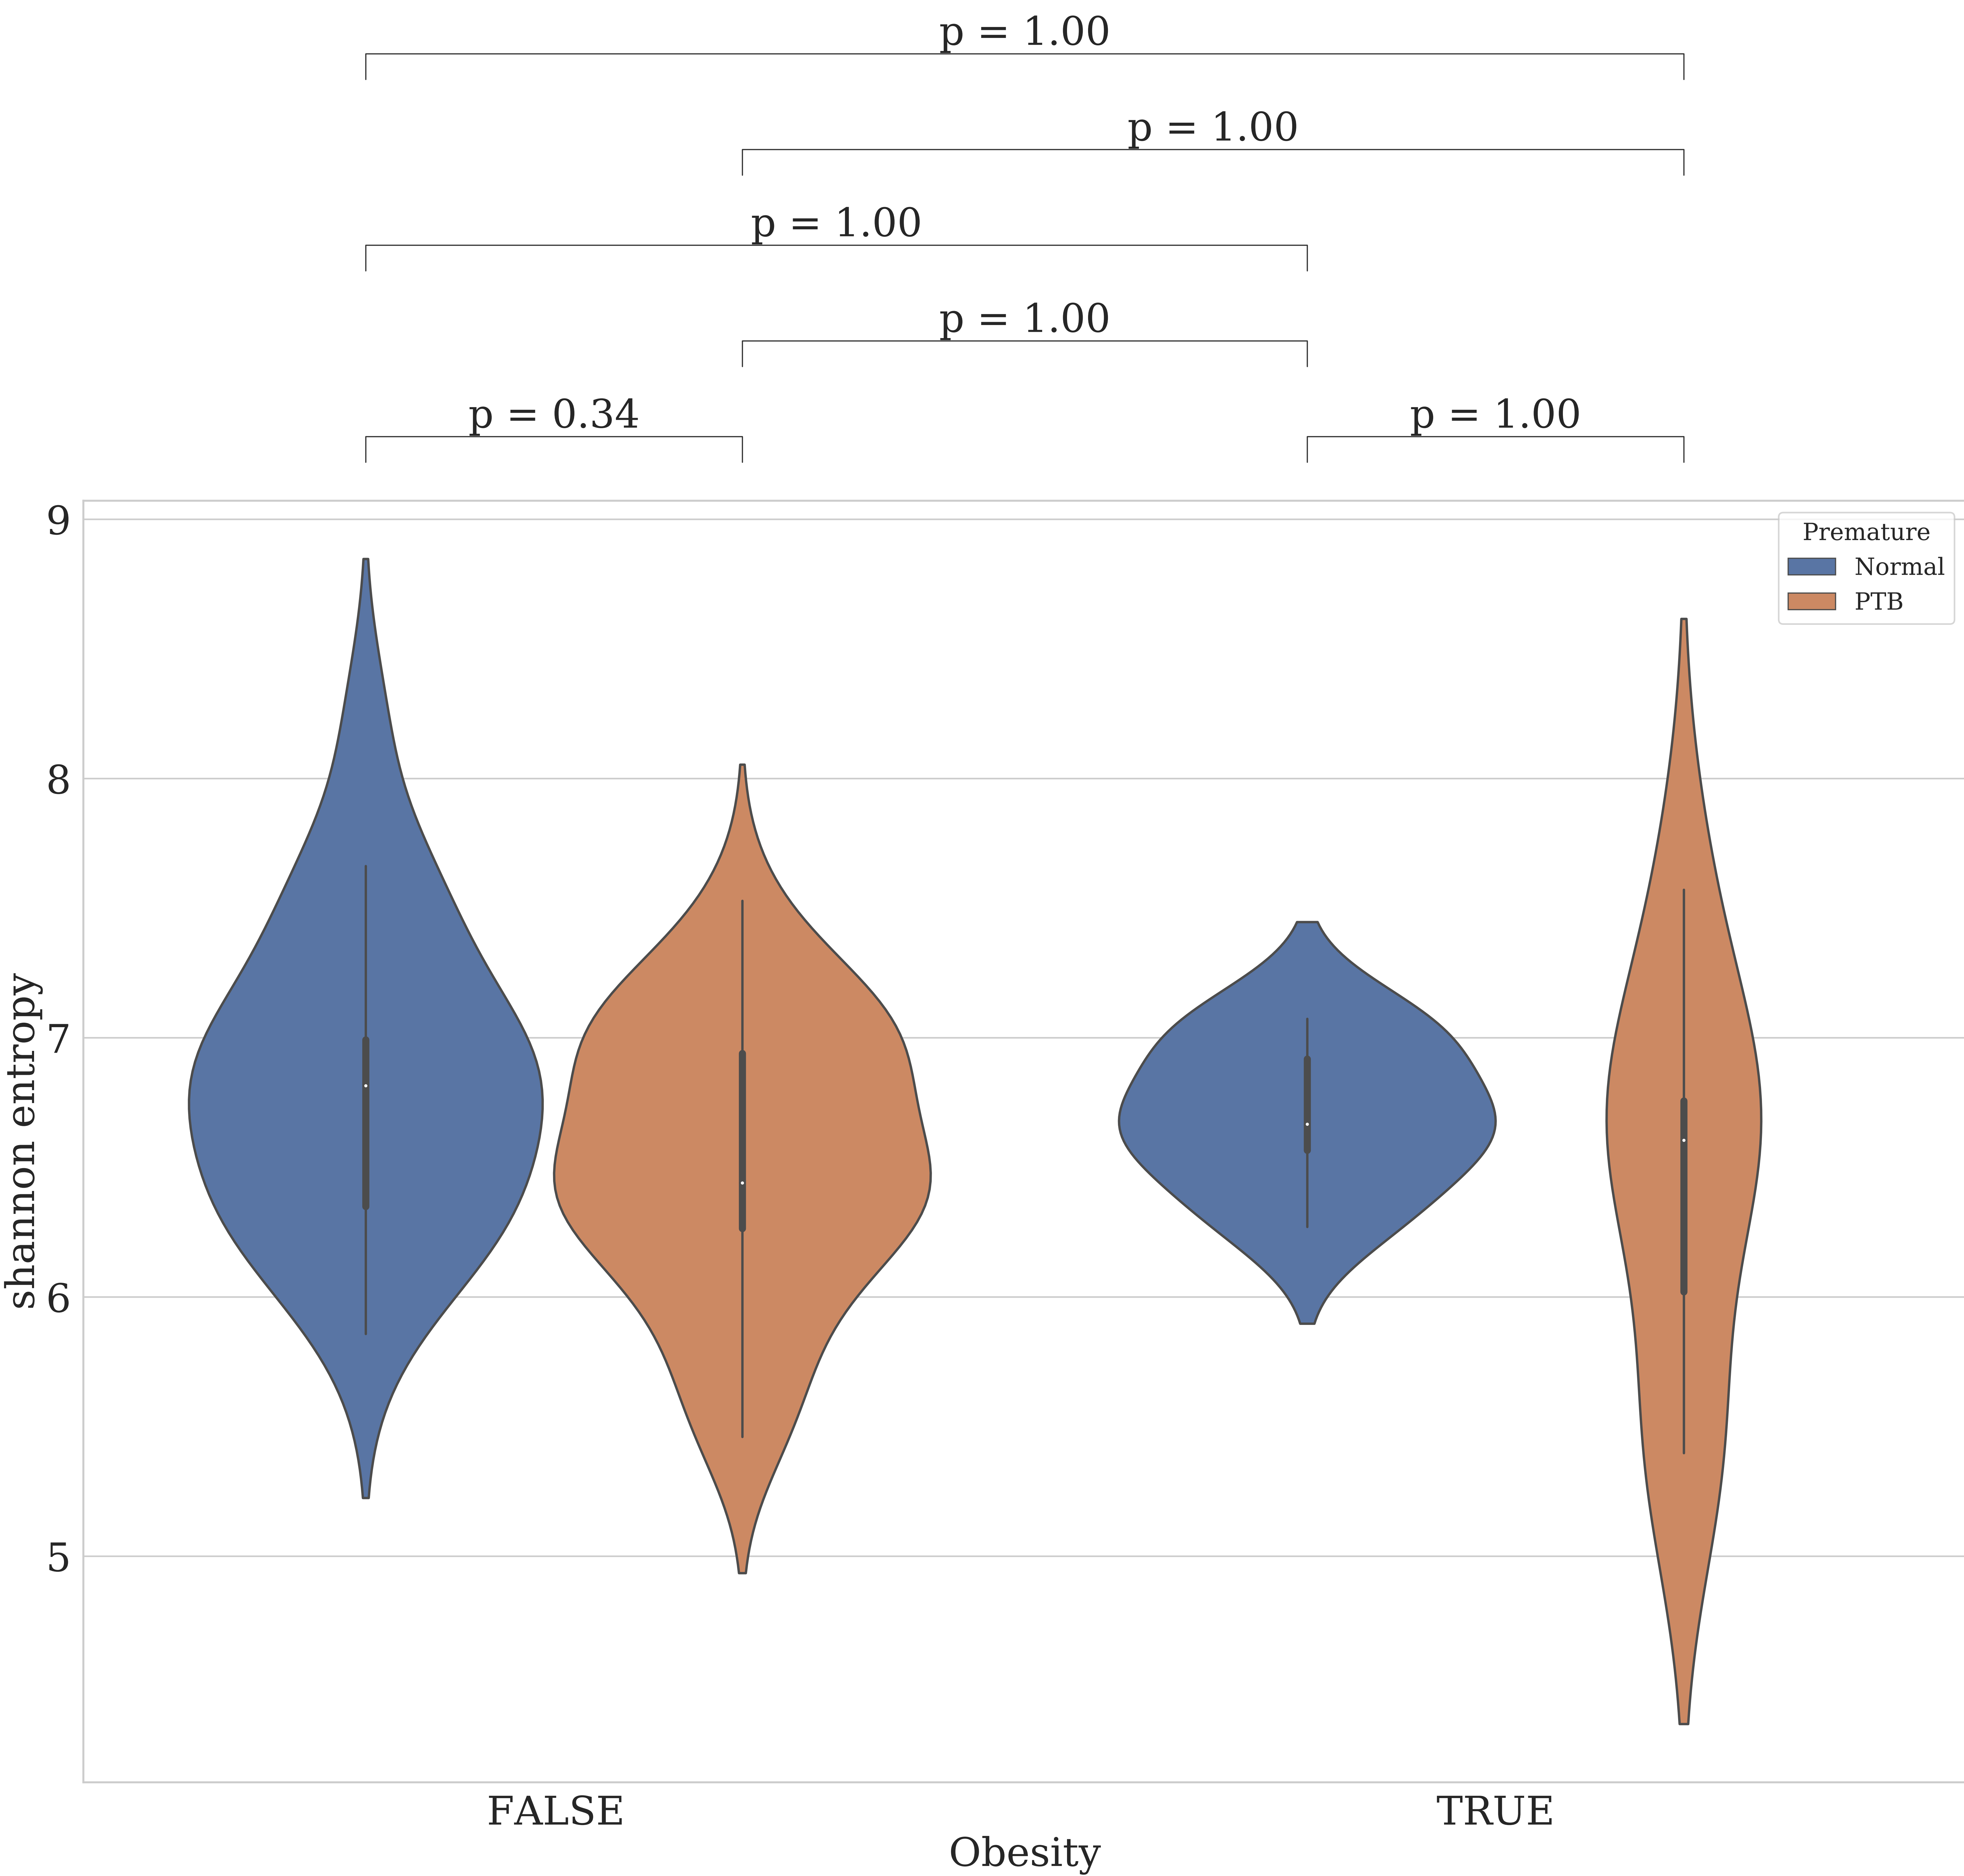 p = 1.00
p = 1.00
p = 1.00
p = 1.00
p = 0.34
p = 1.00
9
Premature
Normal
PTB
8
7
6
5
shannon entropy
FALSE
TRUE
Obesity